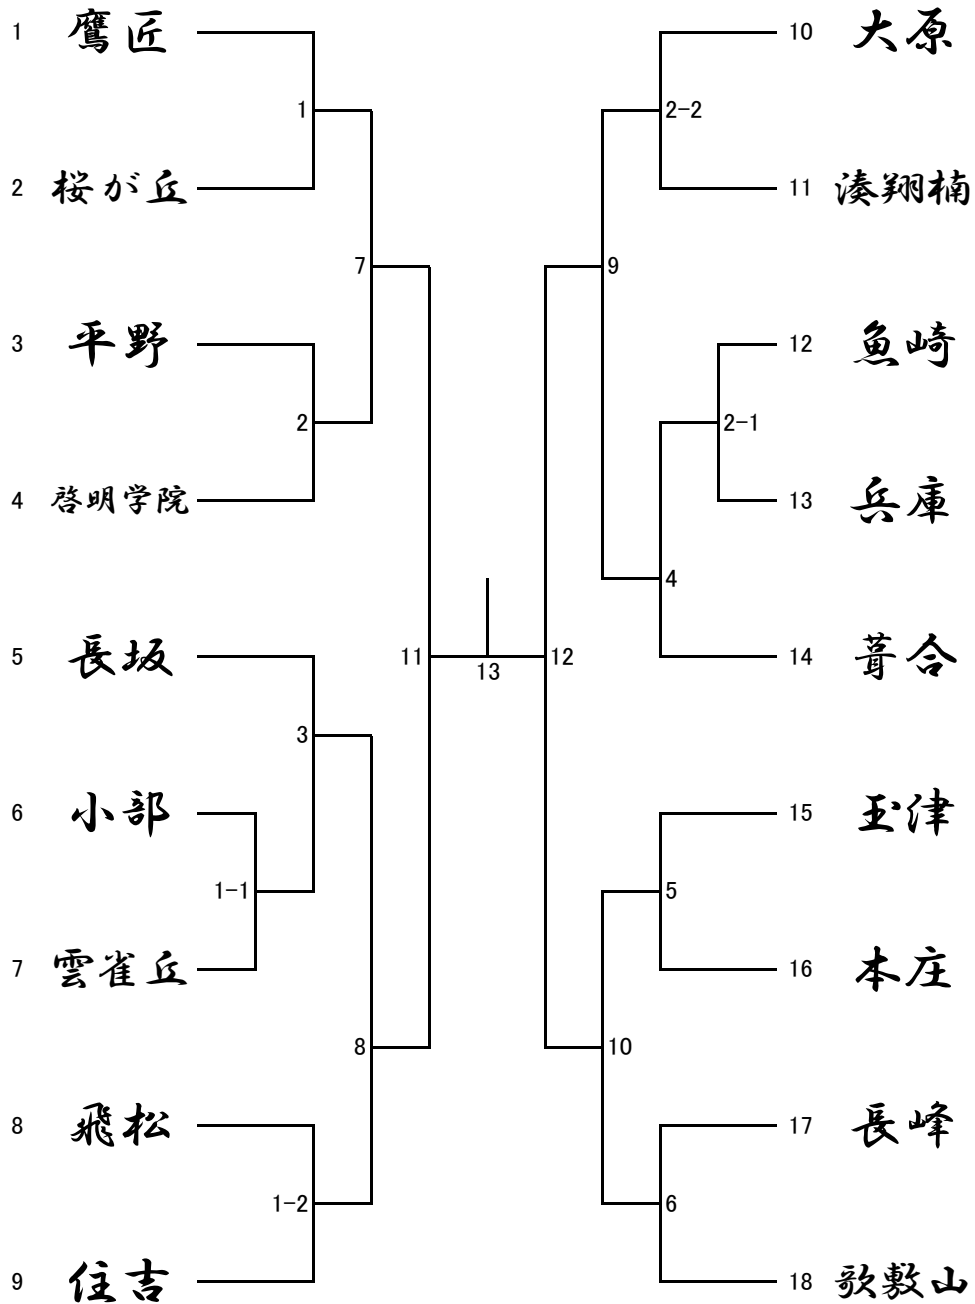 1 鷹匠
1
2 桜が丘
7
3 平野
2
4 啓明学院
5 長坂
3
6 小部
1-1
7 雲雀丘
8
8 飛松
1-2
9 住吉
11
13
12
10 大原
2-2
11 湊翔楠
9
12 魚崎
2-1
13 兵庫
4
14 葺合
15 玉津
5
16 本庄
10
17 長峰
6
18 歌敷山